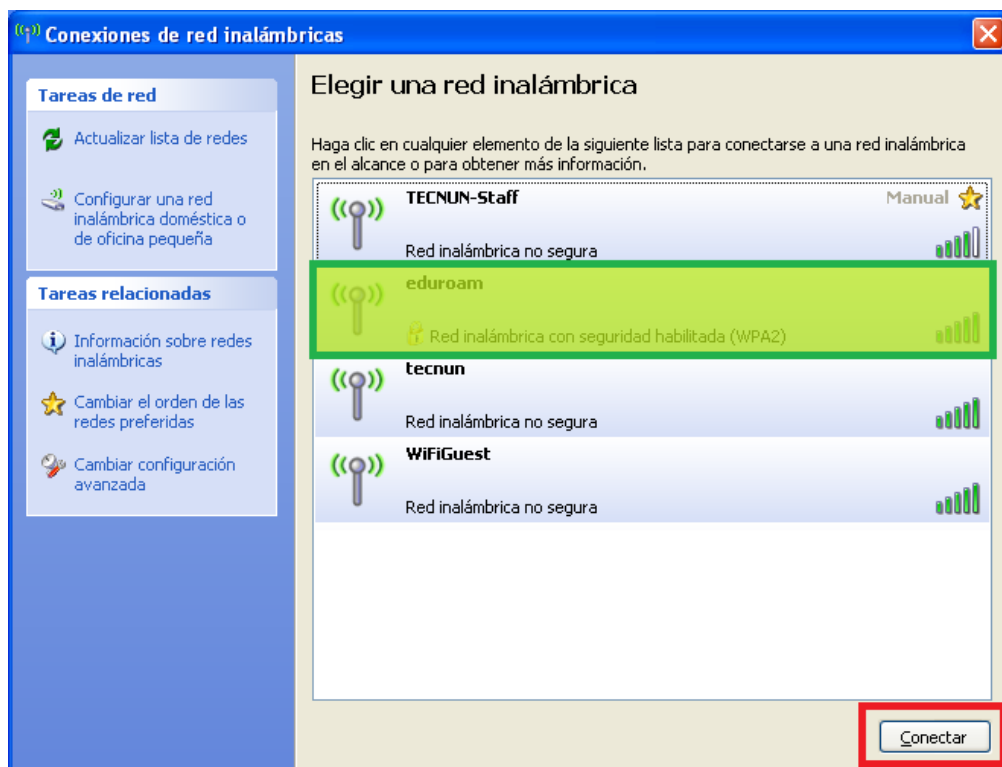 Conexiones de red inalámbricas
Tareas de red
Actualizar lista de redes
Configurar una red
inalámbrica doméstica o
de oficina pequeña
Tareas relacionadas
Información sobre redes
inalámbricas
Cambiar el orden de las
redes preferidas
Cambiar configuración
avanzada
Elegir una red inalámbrica
Haga clic en cualquier elemento de la siguiente lista para conectarse a una red inalámbrica
en el alcance o para obtener más información.
TECNUN-Staff Manual
Red inalámbrica no segura
eduroam
Red inalámbrica con seguridad habilitada (WPA2)
tecnun
Red inalámbrica no segura
WiFiGuest
Red inalámbrica no segura
Conectar